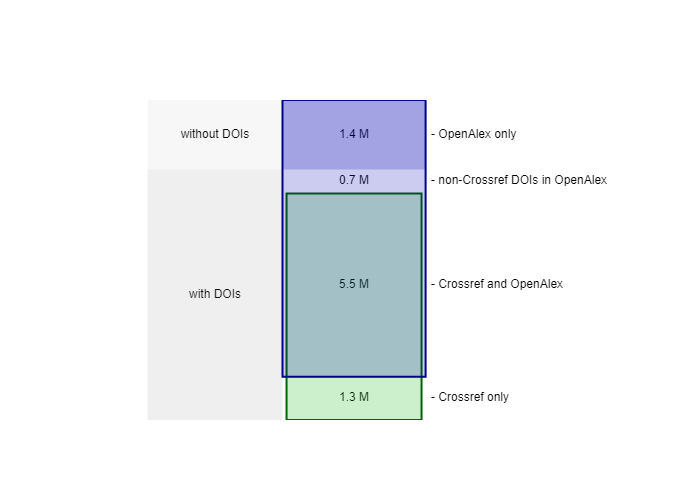 without DOIs 1.4 M - OpenAlex only
0.7 M - non-Crossref DOIs in OpenAlex
5.5 M - Crossref and OpenAlex
with DOIs
1.3 M - Crossref only